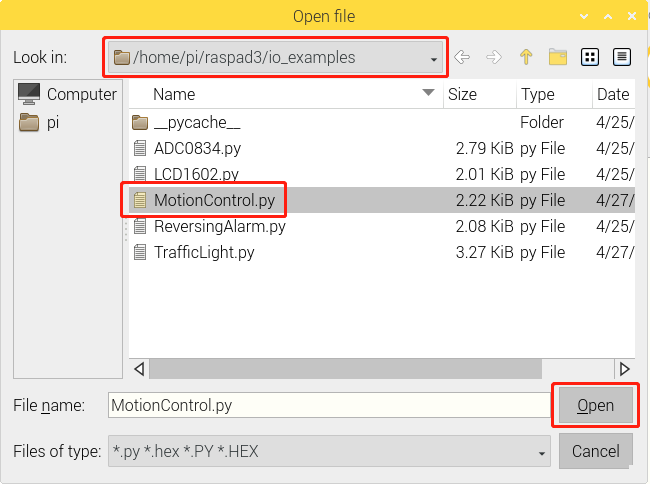 Open file
Look in: /home/pi/raspad3/io_examples
Computer
pi
Name Size Type Date
__pycache__ Folder 4/25/
ADC0834.py 2.79 KiB py File 4/25/
LCD1602.py 2.01 KiB py File 4/25/
MotionControl.py 2.22 KiB py File 4/27/
ReversingAlarm.py 2.08 KiB py File 4/25/
TrafficLight.py 3.27 KiB py File 4/27/
File name: MotionControl.py Open
Files of type: *.py *.hex *.PY *.HEX Cancel